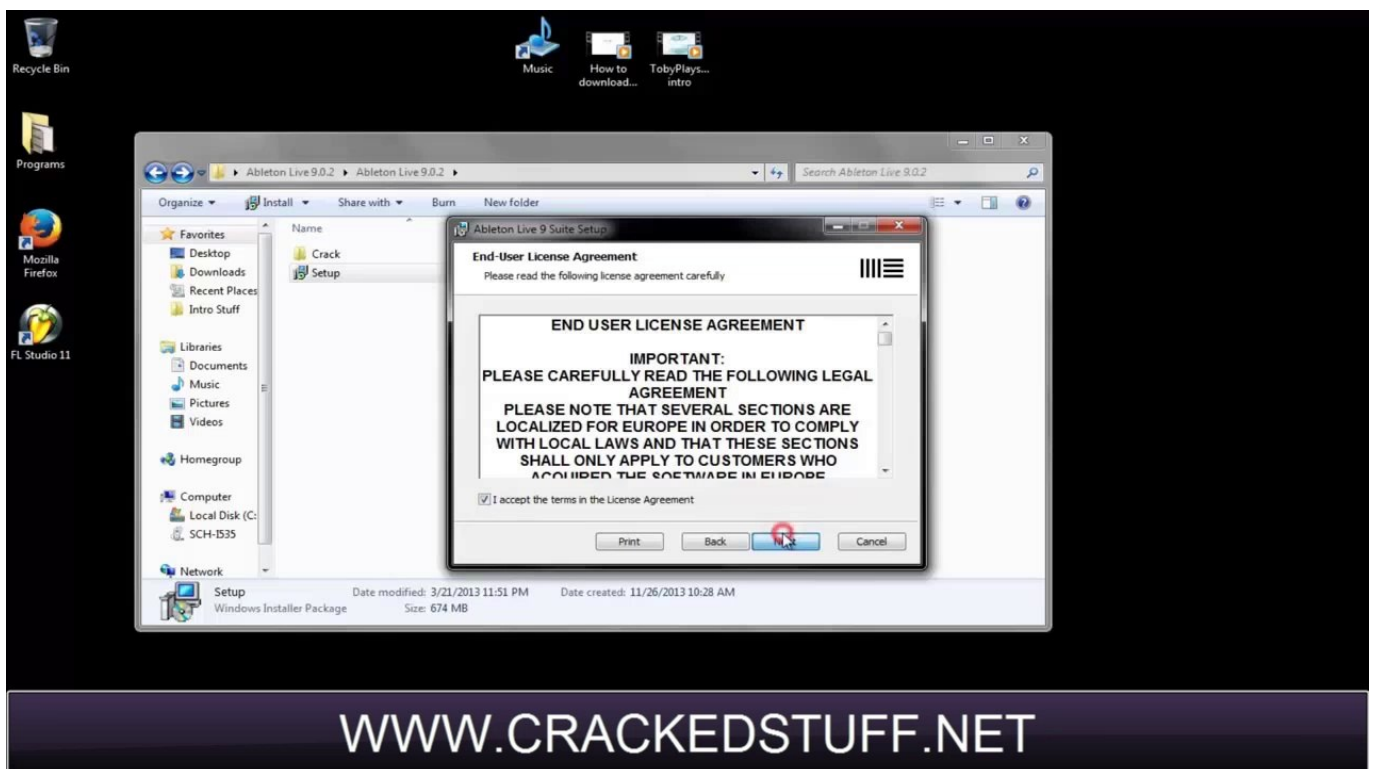 Recycle Bin
Music
How to
download...
TobyPlays...
intro
Programs
Ableton Live 9.0.2
Ableton Live 9.0.2
Search Ableton Live 9.0.2
Organize
Install
Share with
Burn
New folder
Mozilla
Firefox
FL Studio 11
Favorites
Desktop
Downloads
Recent Places
Intro Stuff
Libraries
Documents
Music
Pictures
Videos
Homegroup
Computer
Local Disk (C:
SCH-I535
Network
Name
Crack
Setup
Ableton Live 9 Suite Setup
End-User License Agreement
Please read the following license agreement carefully
END USER LICENSE AGREEMENT
IMPORTANT:
PLEASE CAREFULLY READ THE FOLLOWING LEGAL
AGREEMENT
PLEASE NOTE THAT SEVERAL SECTIONS ARE
LOCALIZED FOR EUROPE IN ORDER TO COMPLY
WITH LOCAL LAWS AND THAT THESE SECTIONS
SHALL ONLY APPLY TO CUSTOMERS WHO
ACQUIRED THE SOFTWARE IN EUROPE
I accept the terms in the License Agreement
Print
Back
Cancel
Setup
Date modified: 3/21/2013 11:51 PM
Date created: 11/26/2013 10:28 AM
Windows Installer Package
Size: 674 MB
WWW.CRACKEDSTUFF.NET